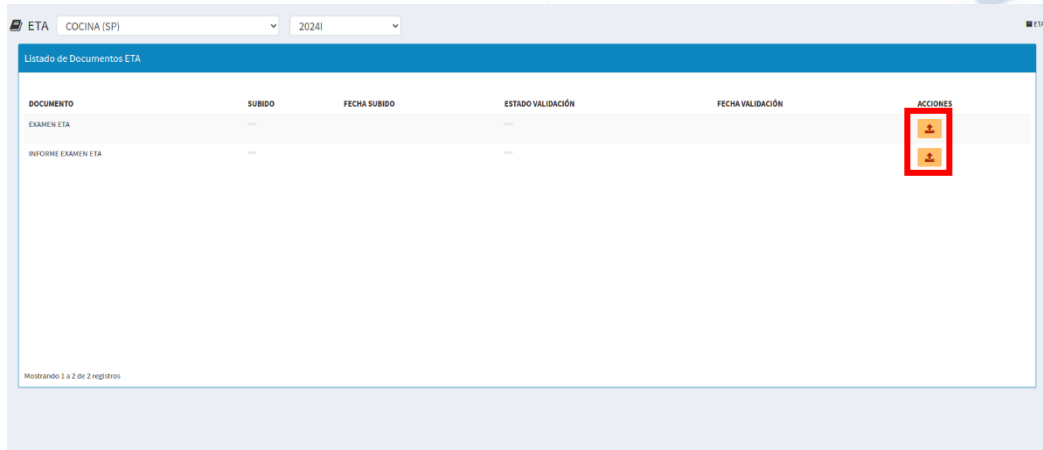 ETA COCINA (SP) 2024I ETA
Listado de Documentos ETA
DOCUMENTO SUBIDO FECHA SUBIDO ESTADO VALIDACIÓN FECHA VALIDACIÓN ACCIONES
EXAMEN ETA
INFORME EXAMEN ETA
Mostrando 1 a 2 de 2 registros